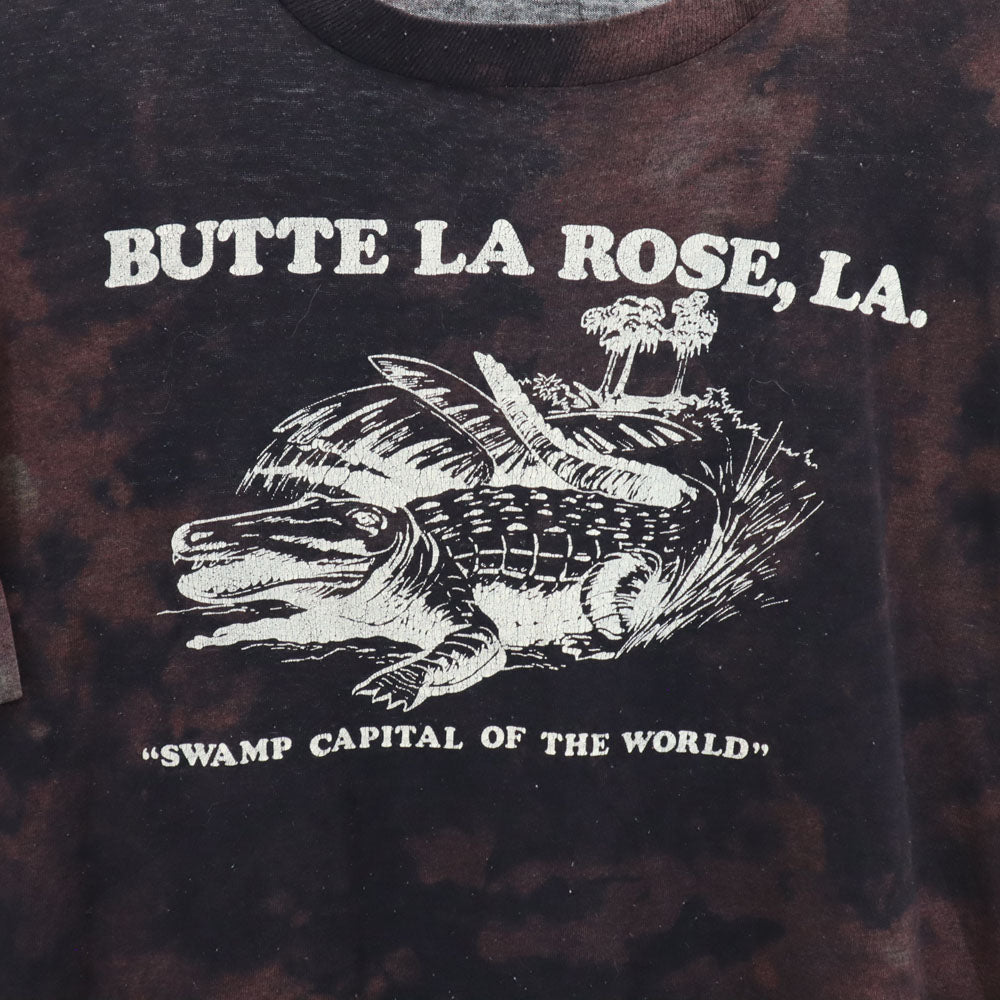 BUTTE LA ROSE, LA.
“SWAMP CAPITAL OF THE WORLD”